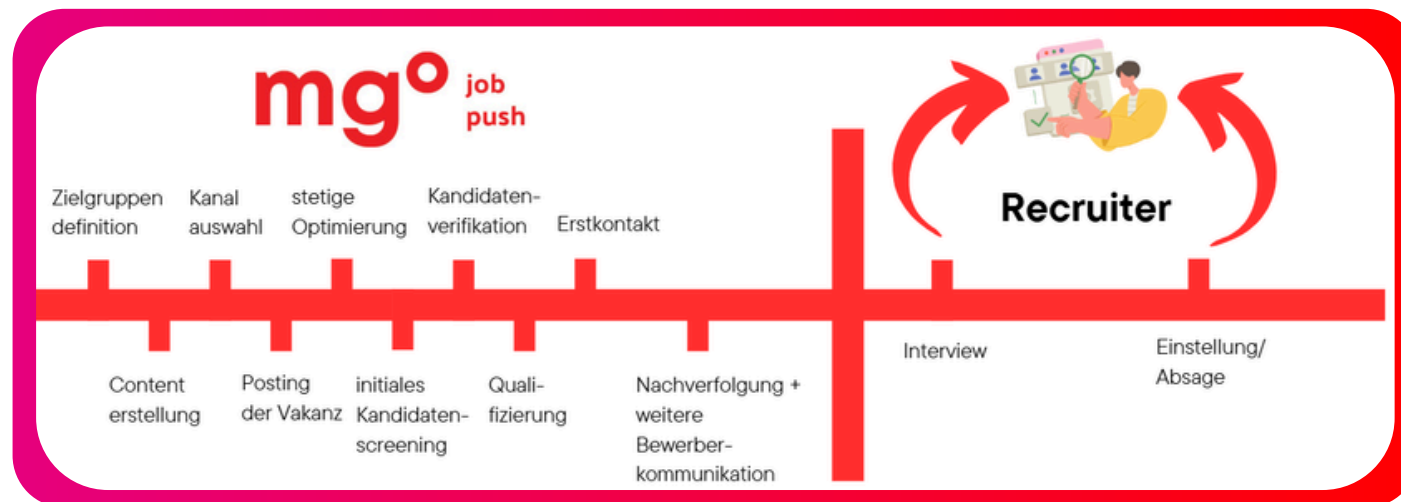 mgo
job
push
Zielgruppen
definition
Kanal
auswahl
stetige
Optimierung
Kandidaten-
verifikation
Erstkontakt
Content
erstellung
Posting
der Vakanz
initiales
Kandidaten-
screening
Quali-
fizierung
Nachverfolgung +
weitere
Bewerber-
kommunikation
Recruiter
Interview
Einstellung/
Absage